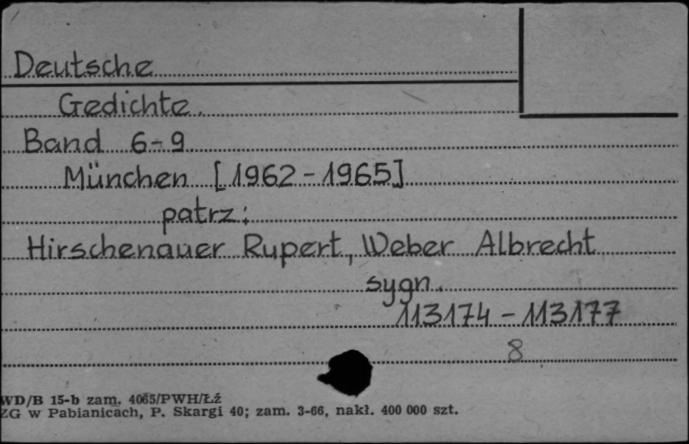 Deutsche
Gedichte.
Band 6-9
München [1962-1965]
patrz:
Hirschenauer Rupert, Weber Albrecht
sygn.
113174-113177
8
WD/B 15-b zam. 4065/PWH/Łź
ZG w Pabianicach, P. Skargi 40; zam. 3-66, nakł. 400 000 szt.